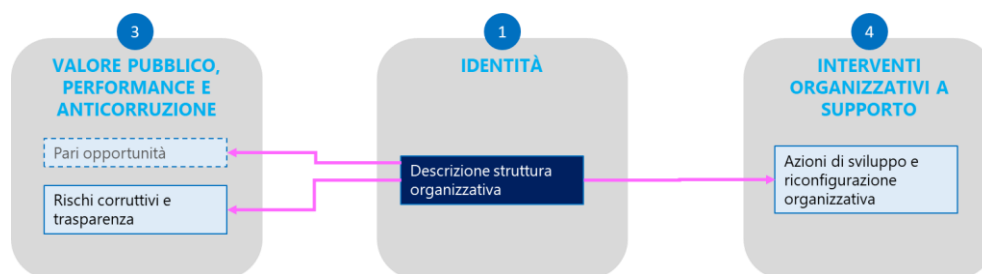 3
VALORE PUBBLICO,
PERFORMANCE E
ANTICORRUZIONE
Pari opportunità
Rischi corruttivi e
trasparenza
1
IDENTITÀ
Descrizione struttura
organizzativa
4
INTERVENTI
ORGANIZZATIVI A
SUPPORTO
Azioni di sviluppo e
riconfigurazione
organizzativa